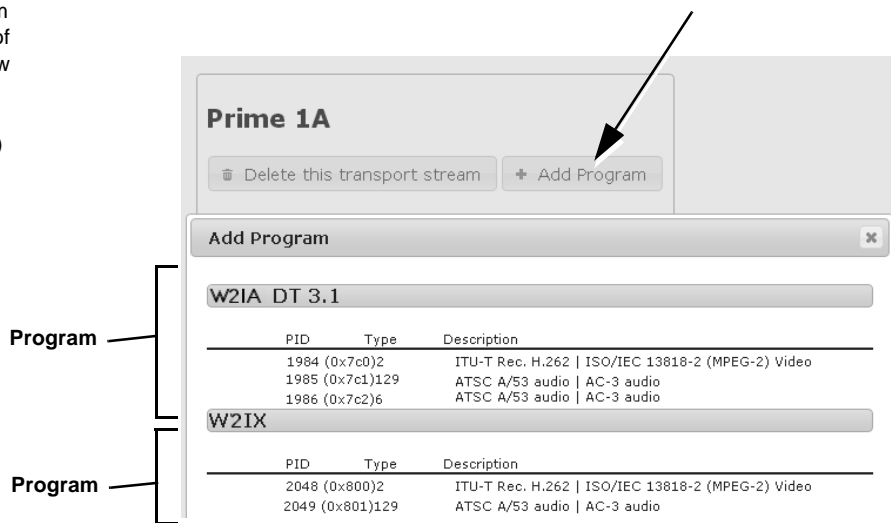 n
of
w
)
Prime 1A
Delete this transport stream
+ Add Program
Add Program
W2IA DT 3.1
Program
PID Type Description
1984 (0x7c0)2 ITU-T Rec. H.262 | ISO/IEC 13818-2 (MPEG-2) Video
1985 (0x7c1)129 ATSC A/53 audio | AC-3 audio
1986 (0x7c2)6 ATSC A/53 audio | AC-3 audio
W2IX
Program
PID Type Description
2048 (0x800)2 ITU-T Rec. H.262 | ISO/IEC 13818-2 (MPEG-2) Video
2049 (0x801)129 ATSC A/53 audio | AC-3 audio